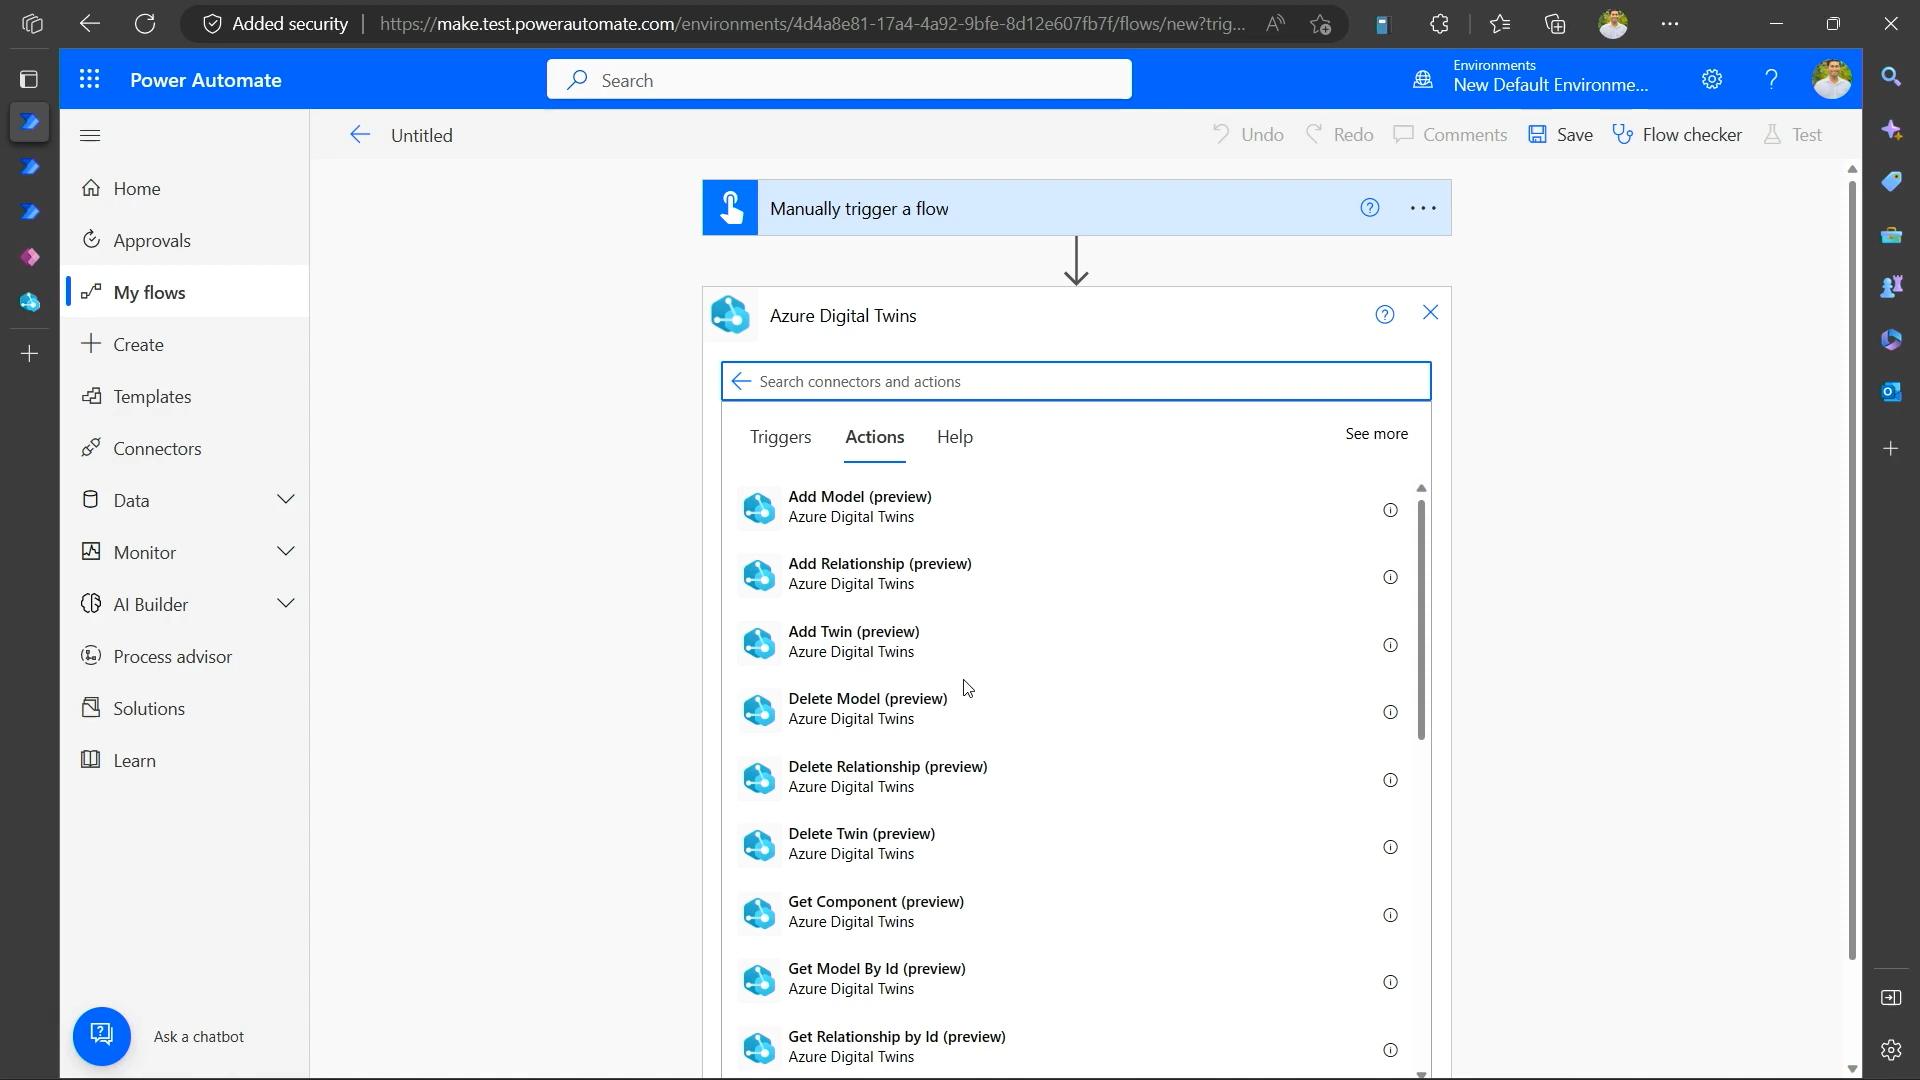 Added security
https://make.test.powerautomate.com/environments/4d4a8e81-17a4-4a92-9bfe-8d12e607fb7f/flows/new?trig...
Power Automate
Search
Environments
New Default Environme...
Untitled
Undo
Redo
Comments
Save
Flow checker
Test
Home
Approvals
My flows
Create
Templates
Connectors
Data
Monitor
AI Builder
Process advisor
Solutions
Learn
Ask a chatbot
Manually trigger a flow
Azure Digital Twins
Search connectors and actions
Triggers
Actions
Help
See more
Add Model (preview)
Azure Digital Twins
Add Relationship (preview)
Azure Digital Twins
Add Twin (preview)
Azure Digital Twins
Delete Model (preview)
Azure Digital Twins
Delete Relationship (preview)
Azure Digital Twins
Delete Twin (preview)
Azure Digital Twins
Get Component (preview)
Azure Digital Twins
Get Model By Id (preview)
Azure Digital Twins
Get Relationship by Id (preview)
Azure Digital Twins